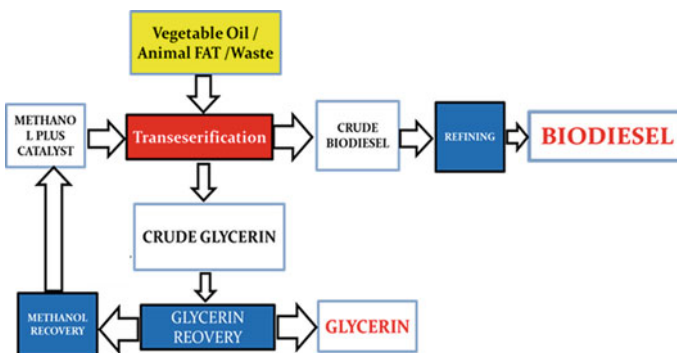 Vegetable Oil /
Animal FAT /Waste
METHANO
L PLUS
CATALYST
Transeserification
CRUDE
BIODIESEL
REFINING
BIODIESEL
CRUDE GLYCERIN
METHANOL
RECOVERY
GLYCERIN
REOVERY
GLYCERIN